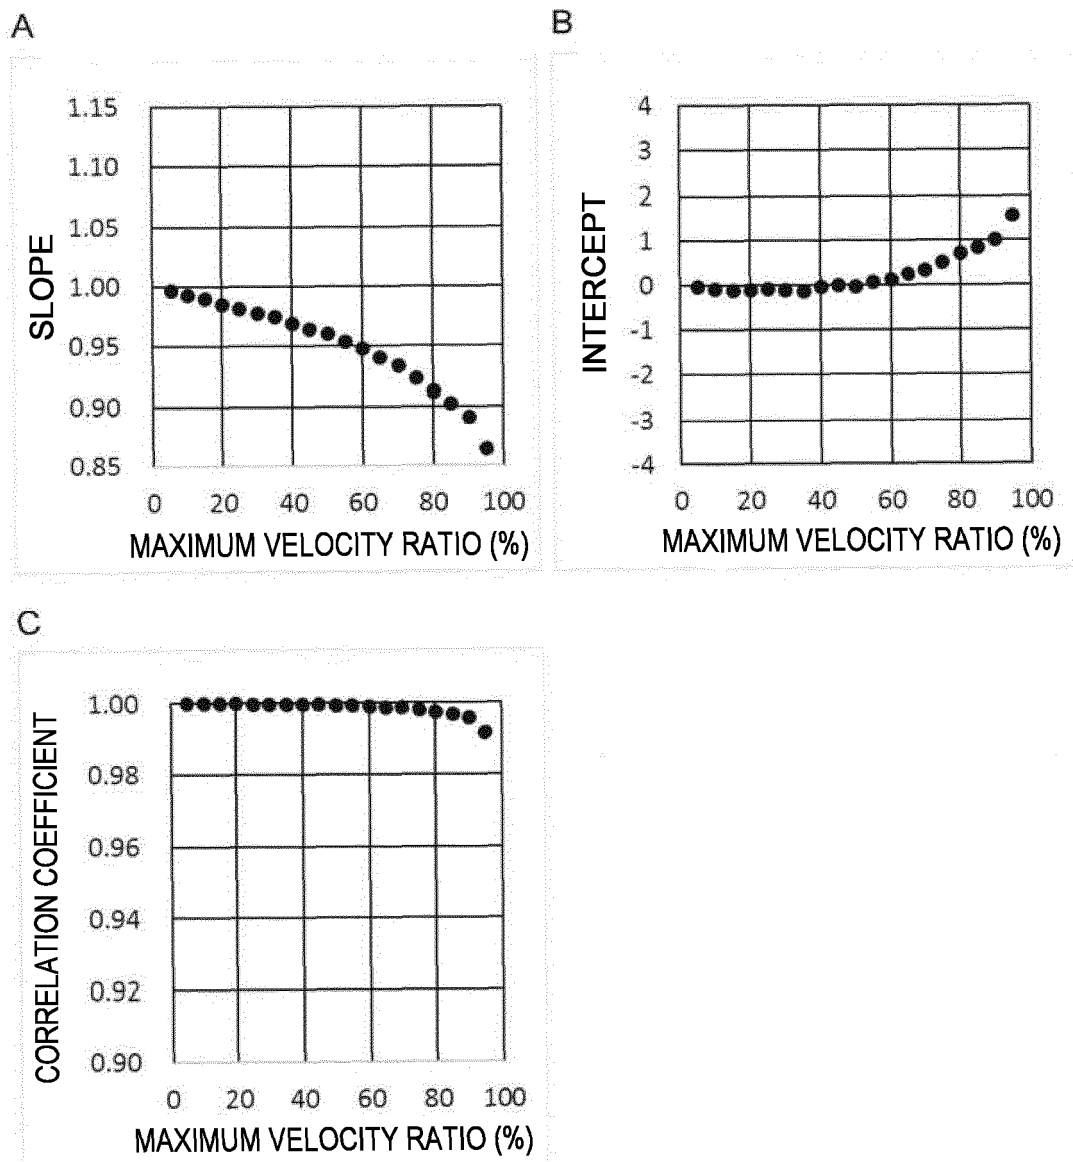 A
1.15
1.10
1.05
1.00
0.95
0.90
0.85
SLOPE
0 20 40 60 80 100
MAXIMUM VELOCITY RATIO (%)
B
4
3
2
1
0
-1
-2
-3
-4
INTERCEPT
0 20 40 60 80 100
MAXIMUM VELOCITY RATIO (%)
C
1.00
0.98
0.96
0.94
0.92
0.90
CORRELATION COEFFICIENT
0 20 40 60 80 100
MAXIMUM VELOCITY RATIO (%)